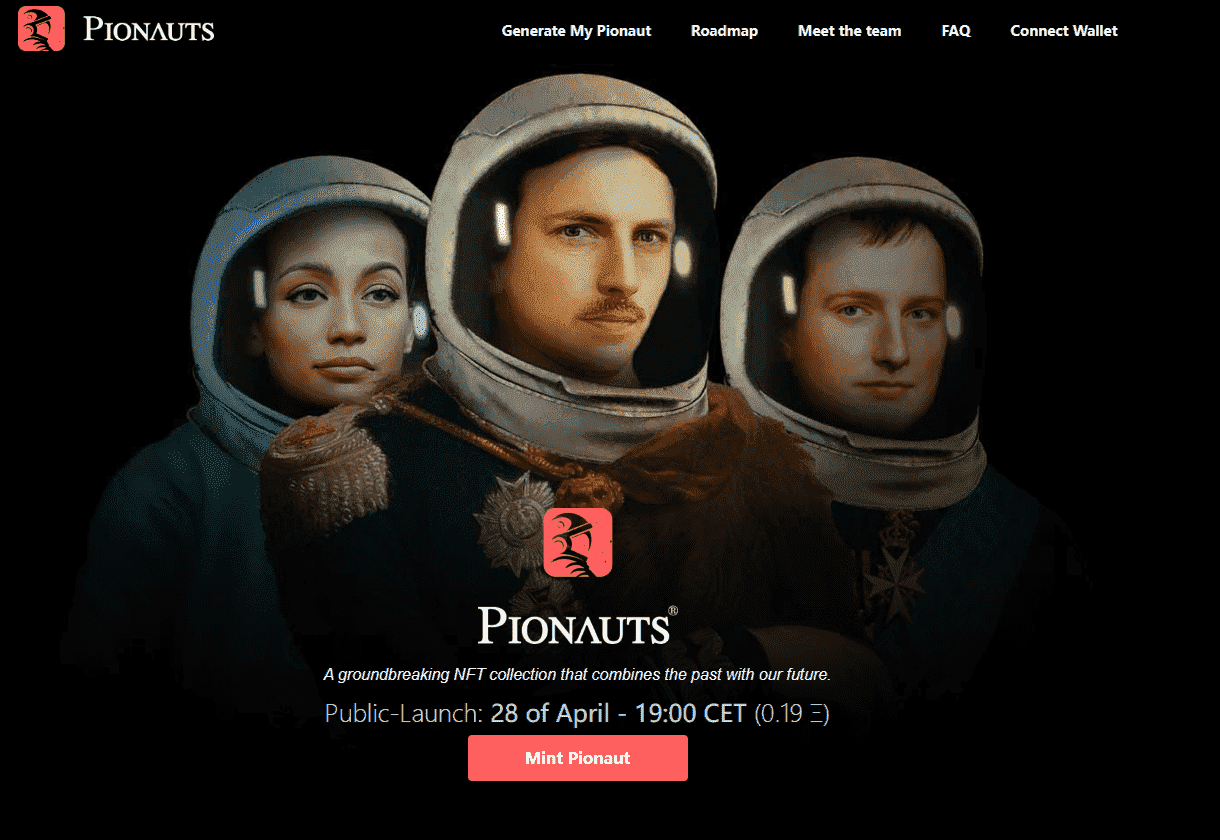 PIONAUTS
Generate My Pionaut Roadmap Meet the team FAQ Connect Wallet
PIONAUTS®
A groundbreaking NFT collection that combines the past with our future.
Public-Launch: 28 of April - 19:00 CET (0.19 Ξ)
Mint Pionaut